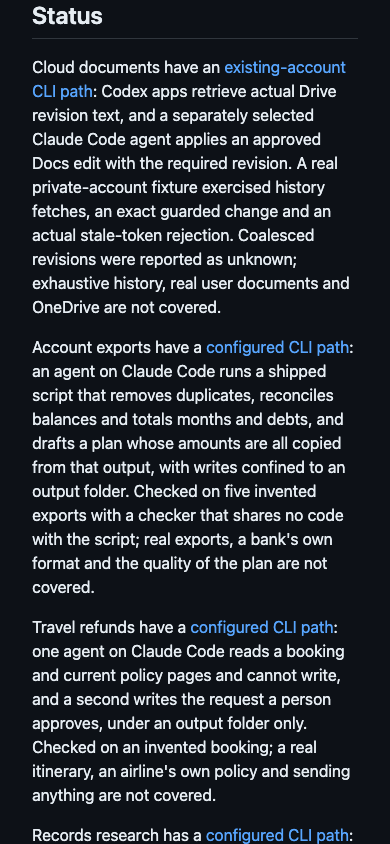 Status
Cloud documents have an existing-account
CLI path: Codex apps retrieve actual Drive
revision text, and a separately selected
Claude Code agent applies an approved
Docs edit with the required revision. A real
private-account fixture exercised history
fetches, an exact guarded change and an
actual stale-token rejection. Coalesced
revisions were reported as unknown;
exhaustive history, real user documents and
OneDrive are not covered.
Account exports have a configured CLI path:
an agent on Claude Code runs a shipped
script that removes duplicates, reconciles
balances and totals months and debts, and
drafts a plan whose amounts are all copied
from that output, with writes confined to an
output folder. Checked on five invented
exports with a checker that shares no code
with the script; real exports, a bank's own
format and the quality of the plan are not
covered.
Travel refunds have a configured CLI path:
one agent on Claude Code reads a booking
and current policy pages and cannot write,
and a second writes the request a person
approves, under an output folder only.
Checked on an invented booking; a real
itinerary, an airline's own policy and sending
anything are not covered.
Records research has a configured CLI path: